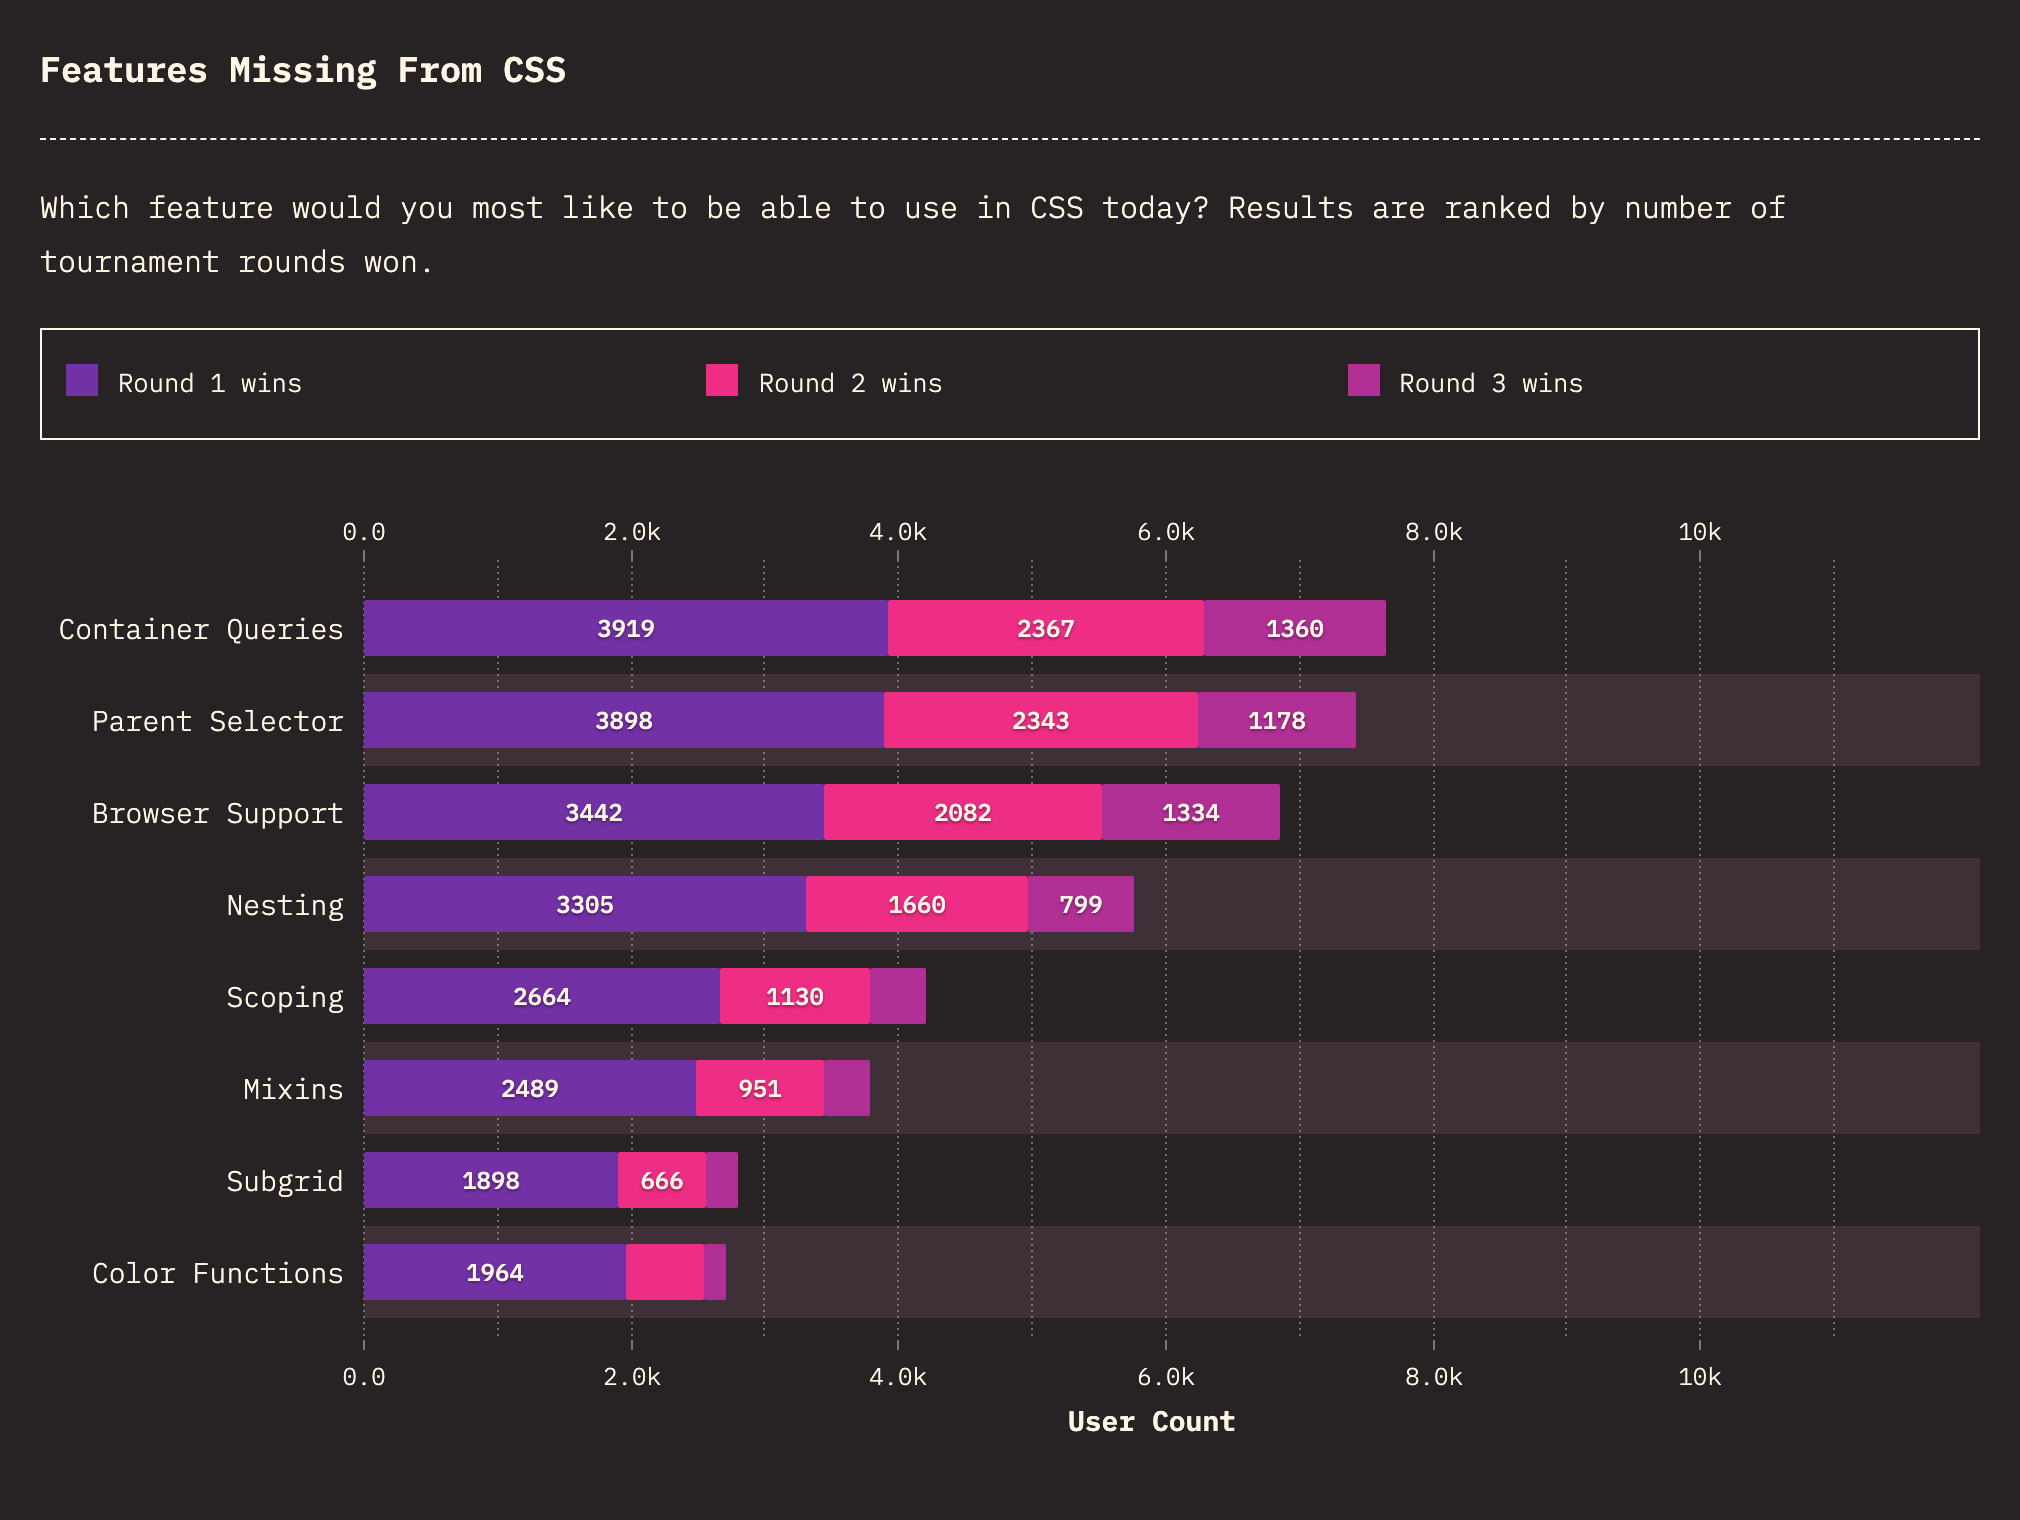 Features Missing From CSS
Which feature would you most like to be able to use in CSS today? Results are ranked by number of
tournament rounds won.
Round 1 wins Round 2 wins Round 3 wins
0.0 2.0k 4.0k 6.0k 8.0k 10k
Container Queries 3919 2367 1360
Parent Selector 3898 2343 1178
Browser Support 3442 2082 1334
Nesting 3305 1660 799
Scoping 2664 1130
Mixins 2489 951
Subgrid 1898 666
Color Functions 1964
0.0 2.0k 4.0k 6.0k 8.0k 10k
User Count